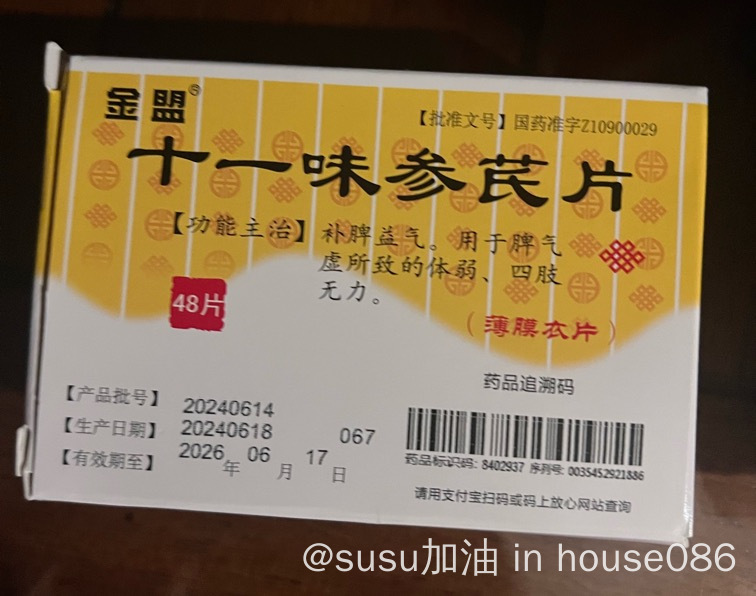 金盟®
【批准文号】国药准字Z10900029
十一味参芪片
【功能主治】补脾益气。用于脾气
虚所致的体弱、四肢
无力。
48片
（薄膜衣片）
药品追溯码
【产品批号】 20240614
【生产日期】 20240618 067
【有效期至】 2026年 06月 17日
药品标识码: 8402937 序列号: 0035452921886
请用支付宝扫码或码上放心网站查询
@susu加油 in house086